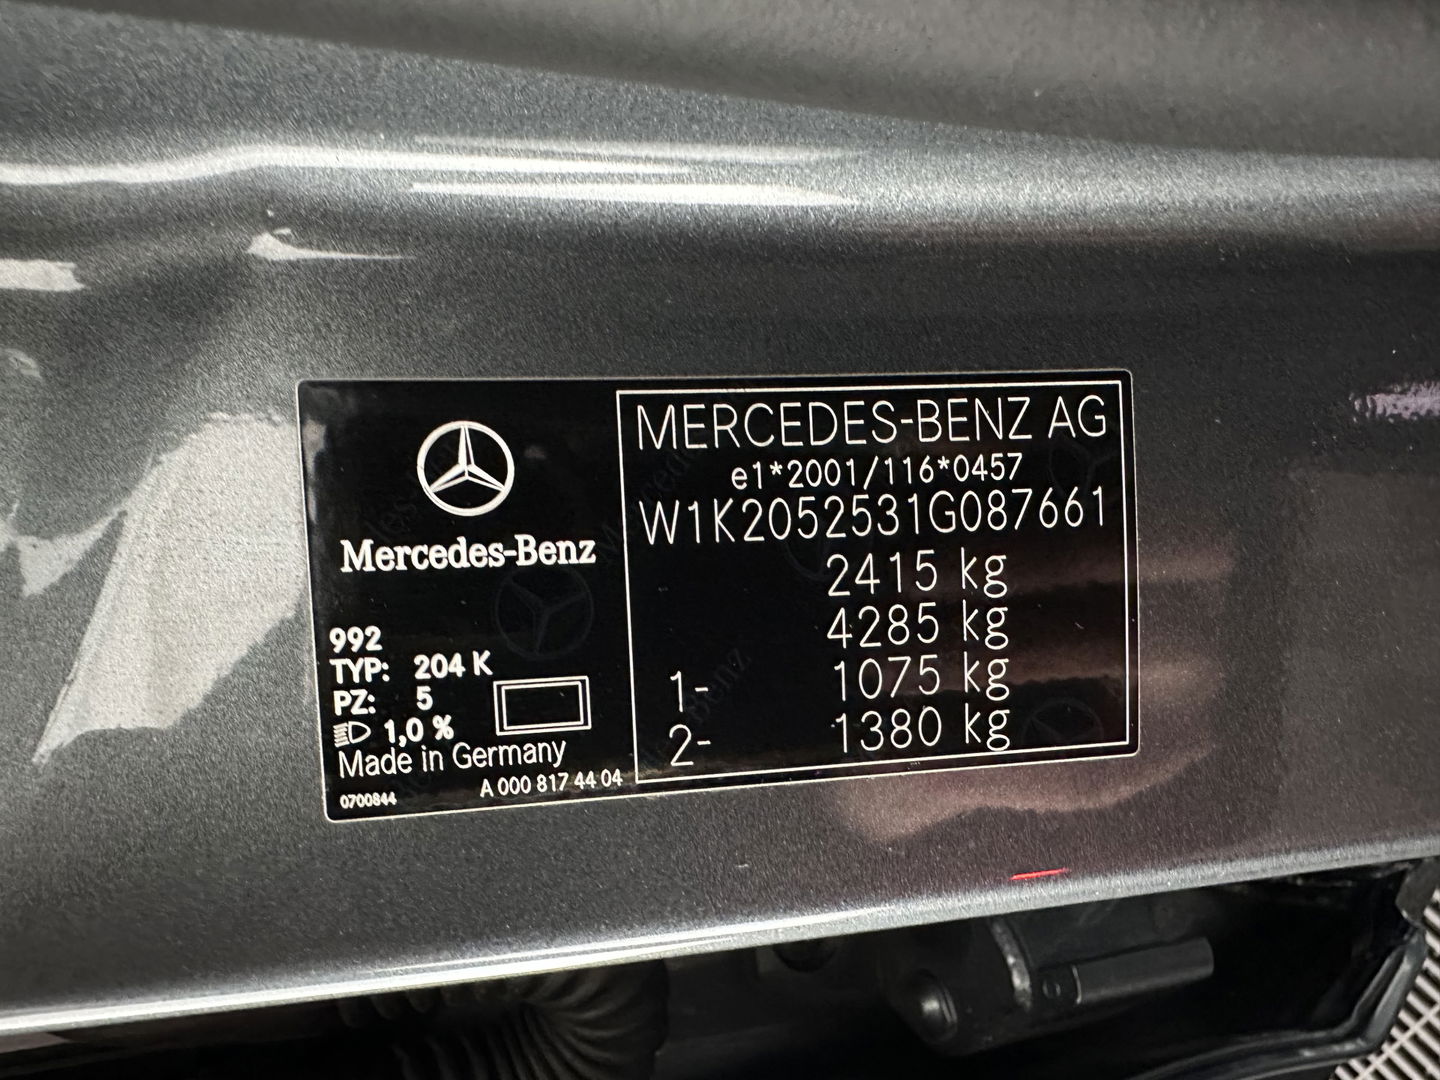 Mercedes-Benz
992
TYP: 204 K
PZ: 5
1,0 %
Made in Germany
0700844
A 000 817 44 04
MERCEDES-BENZ AG
e1*2001/116*0457
W1K2052531G087661
2415 kg
4285 kg
1- 1075 kg
2- 1380 kg